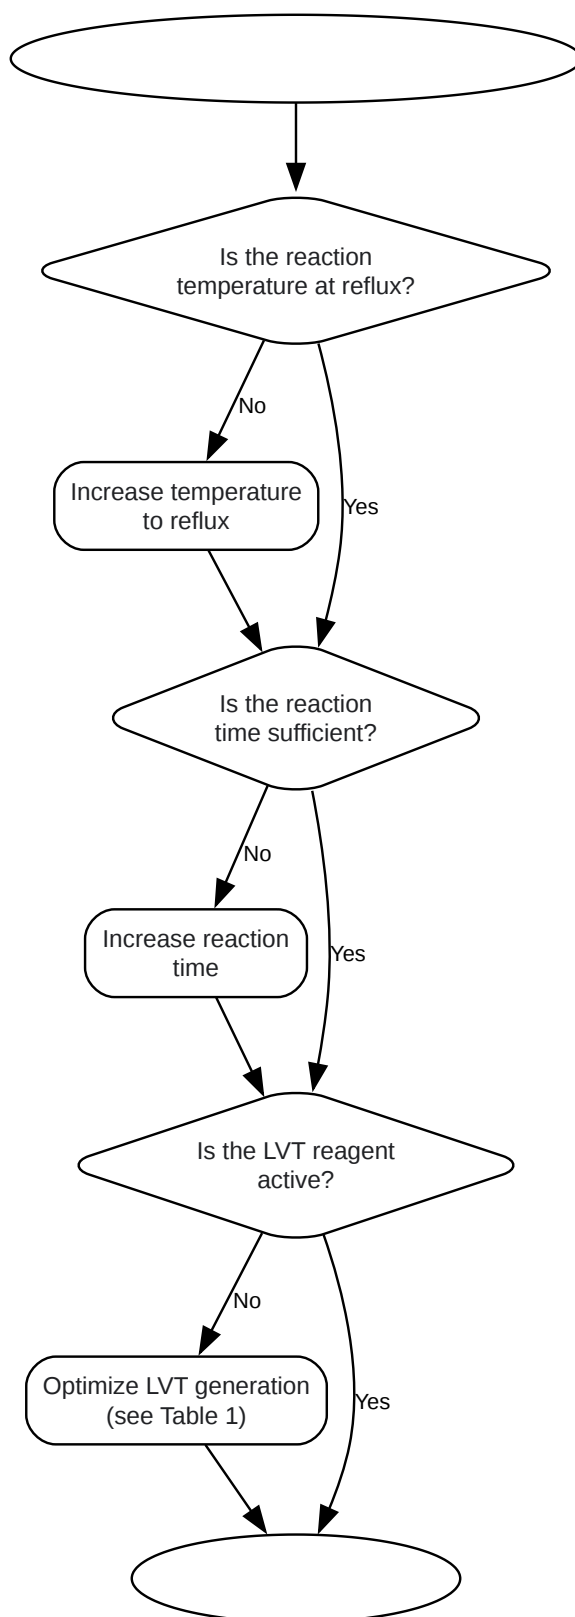 Is the reaction
temperature at reflux?
No
Increase temperature
to reflux
Yes
Is the reaction
time sufficient?
No
Increase reaction
time
Yes
Is the LVT reagent
active?
No
Optimize LVT generation
(see Table 1)
Yes